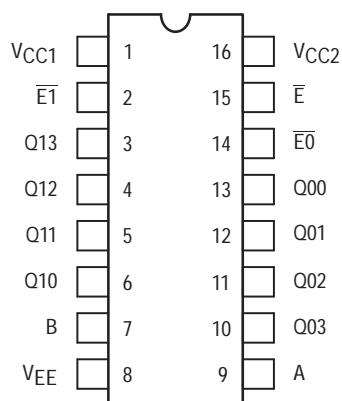 VCC1 1 16 VCC2
E1 2 15 E
Q13 3 14 E0
Q12 4 13 Q00
Q11 5 12 Q01
Q10 6 11 Q02
B 7 10 Q03
VEE 8 9 A